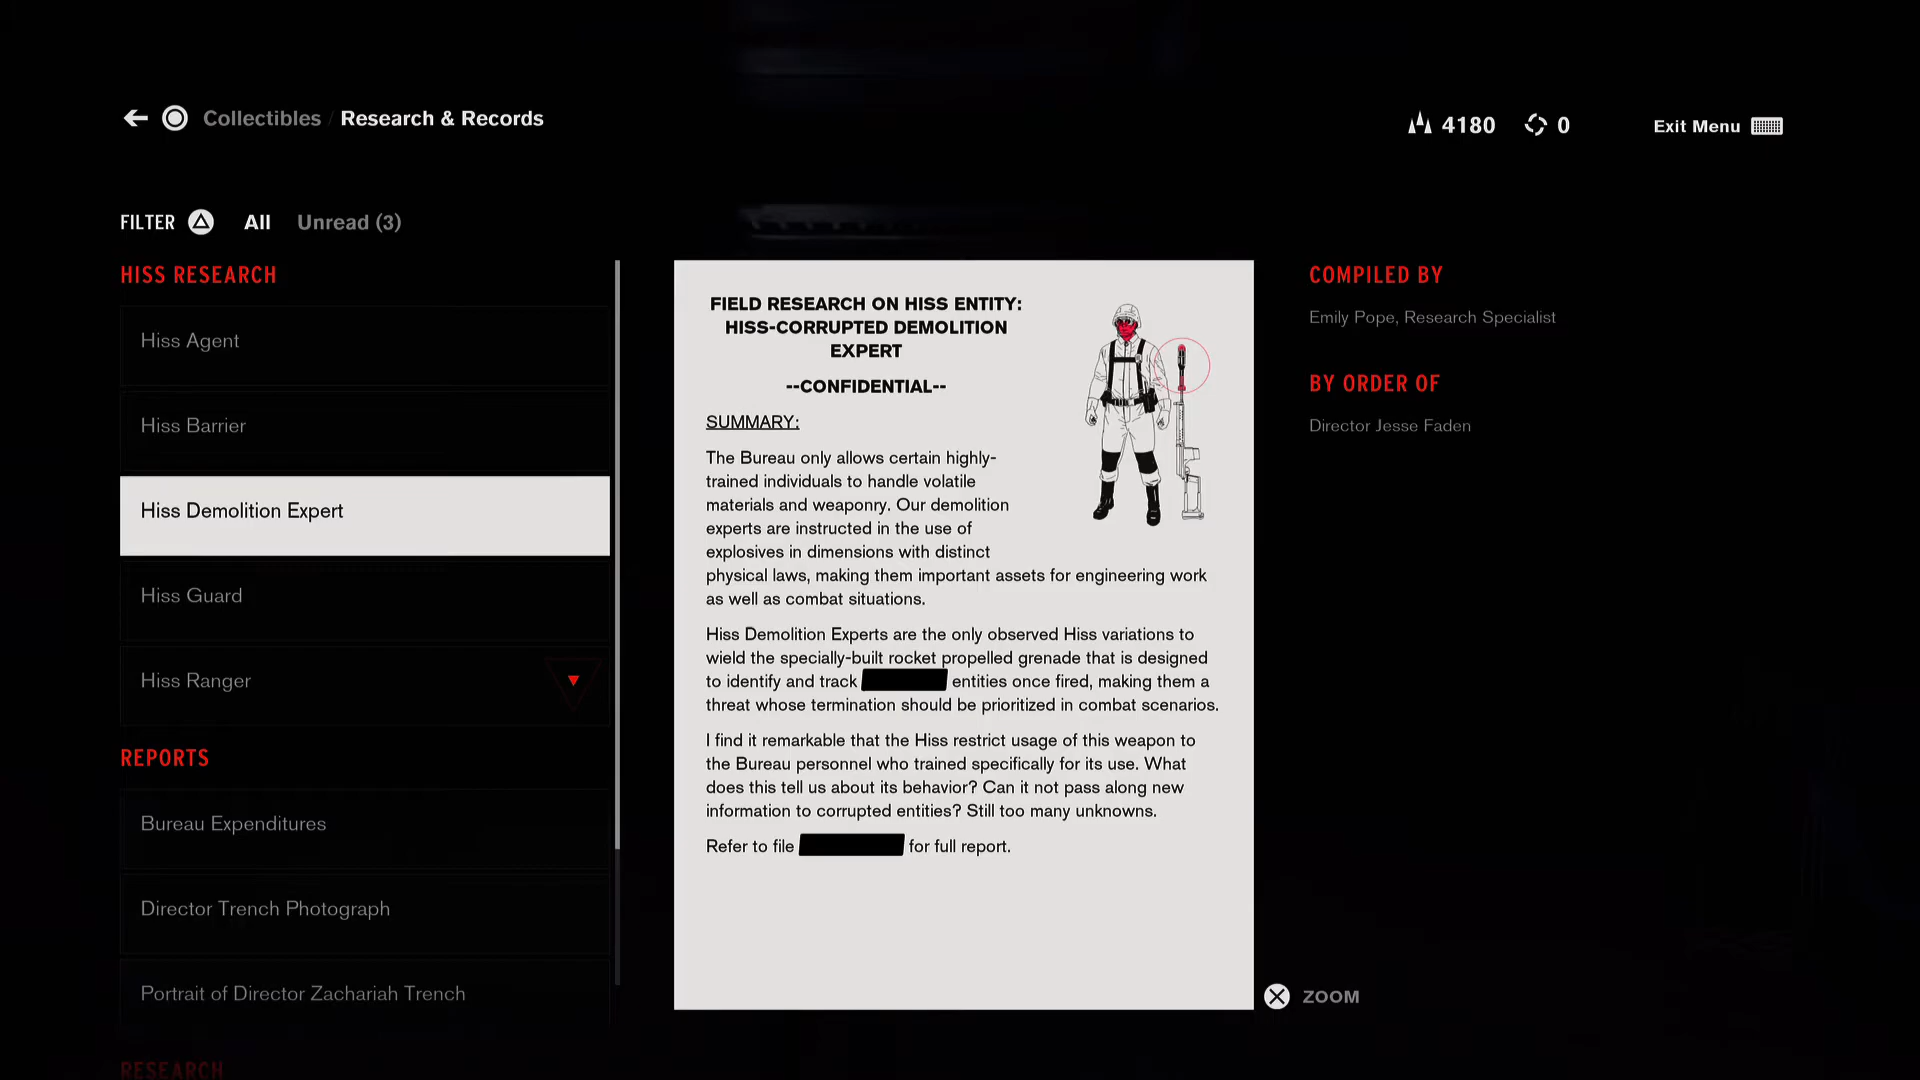 Collectibles / Research & Records
4180
0
Exit Menu
FILTER
All
Unread (3)
HISS RESEARCH
Hiss Agent
Hiss Barrier
Hiss Demolition Expert
Hiss Guard
Hiss Ranger
REPORTS
Bureau Expenditures
Director Trench Photograph
Portrait of Director Zachariah Trench
RESEARCH
FIELD RESEARCH ON HISS ENTITY:
HISS-CORRUPTED DEMOLITION
EXPERT
--CONFIDENTIAL--
SUMMARY:
The Bureau only allows certain highly-
trained individuals to handle volatile
materials and weaponry. Our demolition
experts are instructed in the use of
explosives in dimensions with distinct
physical laws, making them important assets for engineering work
as well as combat situations.
Hiss Demolition Experts are the only observed Hiss variations to
wield the specially-built rocket propelled grenade that is designed
to identify and track entities once fired, making them a
threat whose termination should be prioritized in combat scenarios.
I find it remarkable that the Hiss restrict usage of this weapon to
the Bureau personnel who trained specifically for its use. What
does this tell us about its behavior? Can it not pass along new
information to corrupted entities? Still too many unknowns.
Refer to file for full report.
COMPILED BY
Emily Pope, Research Specialist
BY ORDER OF
Director Jesse Faden
ZOOM